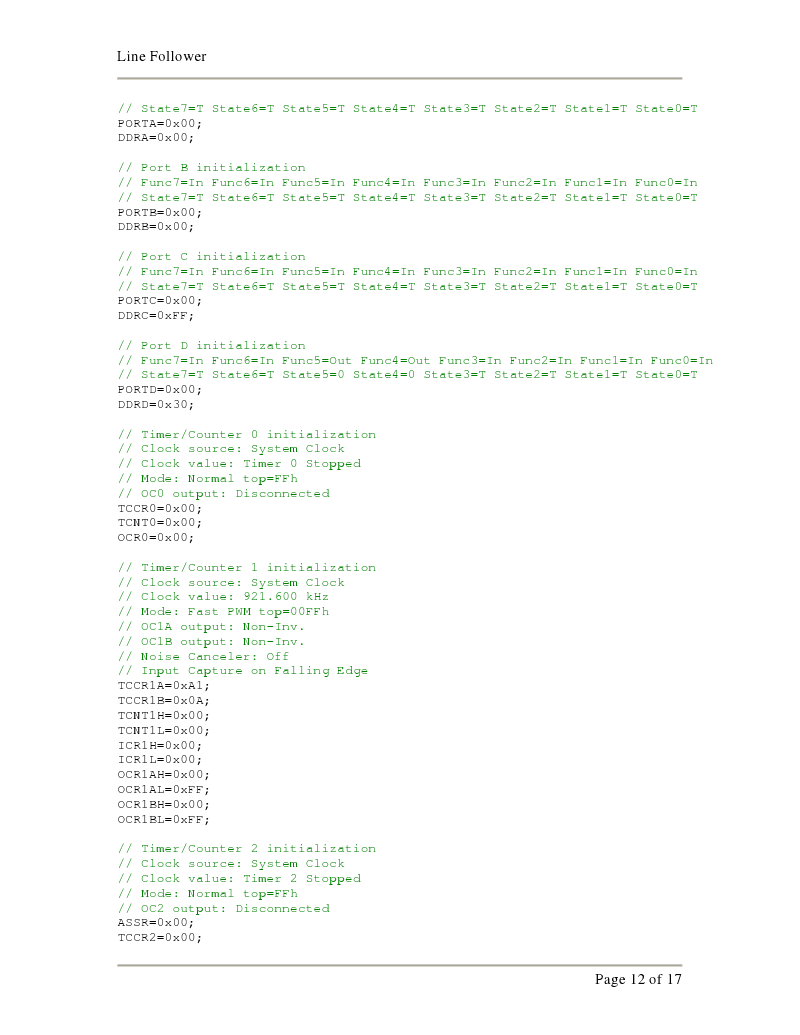 Line Follower
// State7=T State6=T State5=T State4=T State3=T State2=T State1=T State0=T
PORTA=0x00;
DDRA=0x00;
// Port B initialization
// Func7=In Func6=In Func5=In Func4=In Func3=In Func2=In Func1=In Func0=In
// State7=T State6=T State5=T State4=T State3=T State2=T State1=T State0=T
PORTB=0x00;
DDRB=0x00;
// Port C initialization
// Func7=In Func6=In Func5=In Func4=In Func3=In Func2=In Func1=In Func0=In
// State7=T State6=T State5=T State4=T State3=T State2=T State1=T State0=T
PORTC=0x00;
DDRC=0xFF;
// Port D initialization
// Func7=In Func6=In Func5=Out Func4=Out Func3=In Func2=In Func1=In Func0=In
// State7=T State6=T State5=0 State4=0 State3=T State2=T State1=T State0=T
PORTD=0x00;
DDRD=0x30;
// Timer/Counter 0 initialization
// Clock source: System Clock
// Clock value: Timer 0 Stopped
// Mode: Normal top=FFh
// OC0 output: Disconnected
TCCR0=0x00;
TCNT0=0x00;
OCR0=0x00;
// Timer/Counter 1 initialization
// Clock source: System Clock
// Clock value: 921.600 kHz
// Mode: Fast PWM top=00FFh
// OC1A output: Non-Inv.
// OC1B output: Non-Inv.
// Noise Canceler: Off
// Input Capture on Falling Edge
TCCR1A=0xA1;
TCCR1B=0x0A;
TCNT1H=0x00;
TCNT1L=0x00;
ICR1H=0x00;
ICR1L=0x00;
OCR1AH=0x00;
OCR1AL=0xFF;
OCR1BH=0x00;
OCR1BL=0xFF;
// Timer/Counter 2 initialization
// Clock source: System Clock
// Clock value: Timer 2 Stopped
// Mode: Normal top=FFh
// OC2 output: Disconnected
ASSR=0x00;
TCCR2=0x00;
Page 12 of 17